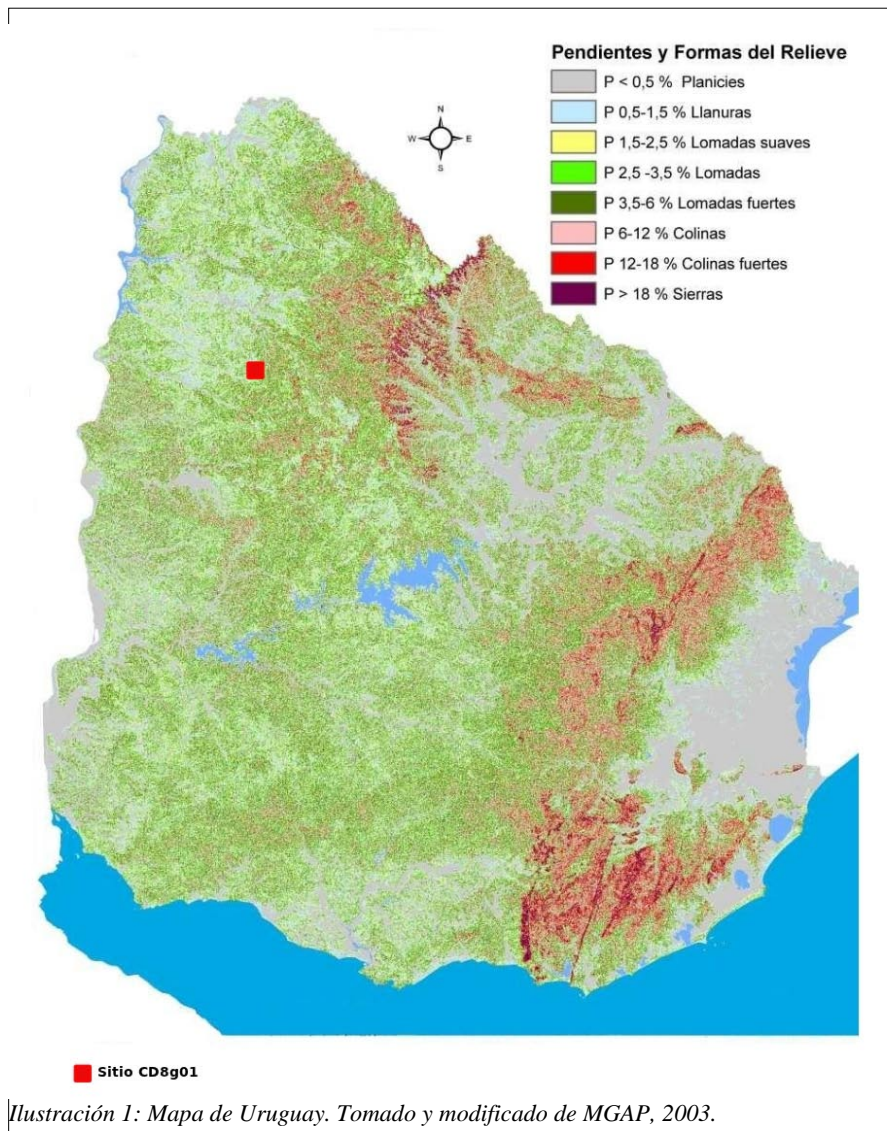 Pendientes y Formas del Relieve
P < 0,5 % Planicies
P 0,5-1,5 % Llanuras
P 1,5-2,5 % Lomadas suaves
P 2,5 -3,5 % Lomadas
P 3,5-6 % Lomadas fuertes
P 6-12 % Colinas
P 12-18 % Colinas fuertes
P > 18 % Sierras
N
W E
S
Sitio CD8g01
Ilustración 1: Mapa de Uruguay. Tomado y modificado de MGAP, 2003.